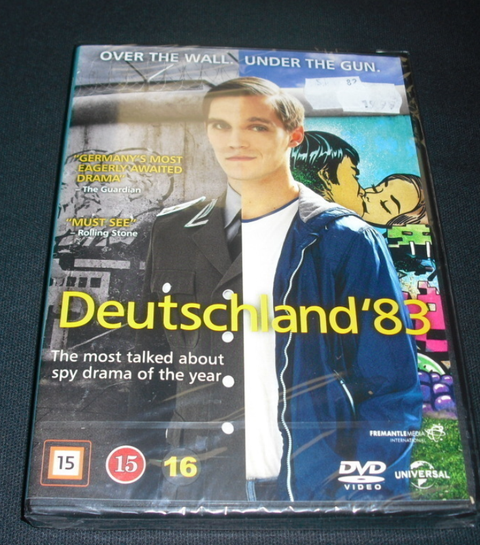 OVER THE WALL. UNDER THE GUN.
"GERMANY'S MOST
EAGERLY AWAITED
DRAMA"
– The Guardian
"MUST SEE"
– Rolling Stone
Deutschland '83
The most talked about
spy drama of the year
FREMANTLEMEDIA
INTERNATIONAL
15
15
16
DVD
VIDEO
UNIVERSAL